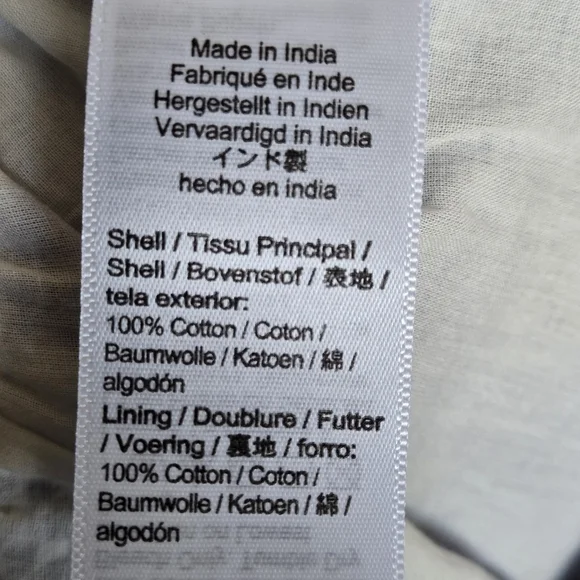 Made in India
Fabriqué en Inde
Hergestellt in Indien
Vervaardigd in India
インド製
hecho en india
Shell / Tissu Principal /
Shell / Bovenstof / 表地 /
tela exterior:
100% Cotton / Coton /
Baumwolle / Katoen / 綿 /
algodón
Lining / Doublure / Futter
/ Voering / 裏地 / forro:
100% Cotton / Coton /
Baumwolle / Katoen / 綿 /
algodón